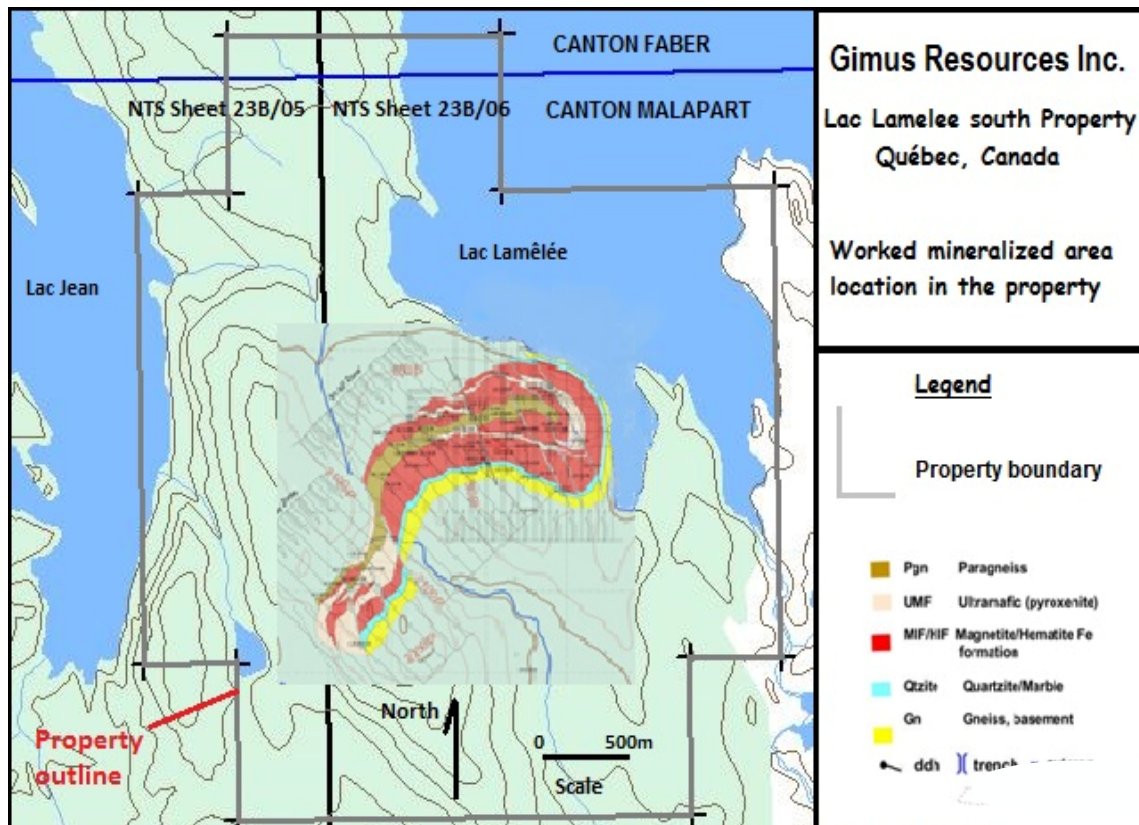 CANTON FABER
NTS Sheet 23B/05
NTS Sheet 23B/06
CANTON MALAPART
Lac Lamêlée
Lac Jean
North
0 500m
Scale
Property
outline
Gimus Resources Inc.
Lac Lamelee south Property
Québec, Canada
Worked mineralized area
location in the property
Legend
Property boundary
Pgn Paragneiss
UMF Ultramafic (pyroxenite)
MIF/HIF Magnetite/Hematite Fe
formation
Qtzite Quartzite/Marble
Gn Gneiss, basement
ddh trench